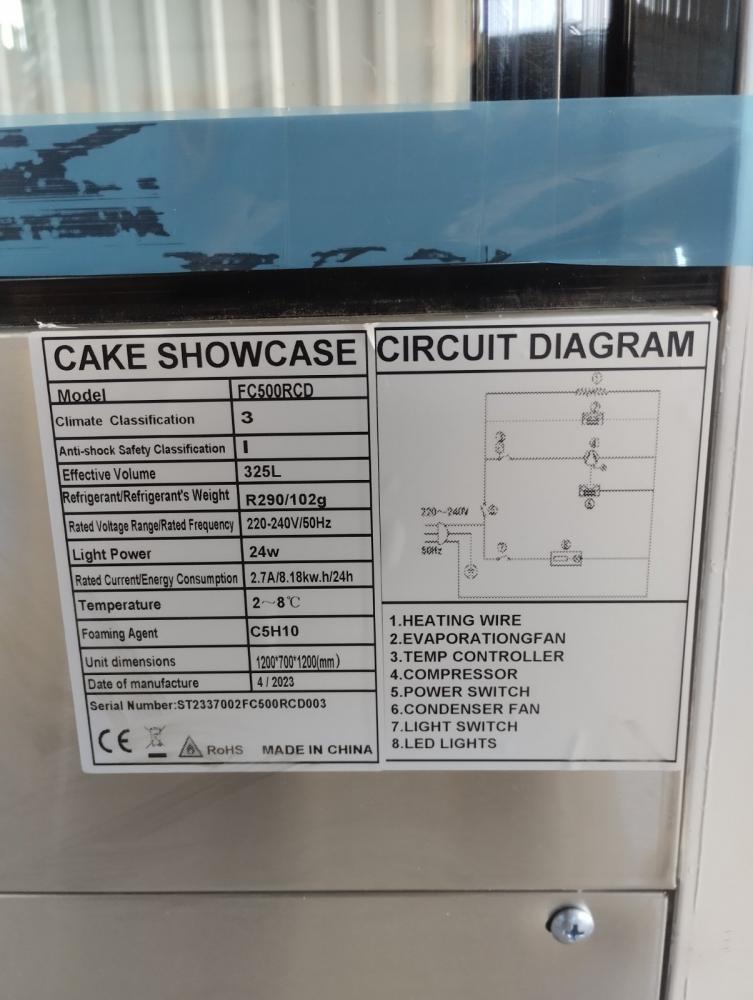 CAKE SHOWCASE
Model FC500RCD
Climate Classification 3
Anti-shock Safety Classification I
Effective Volume 325L
Refrigerant/Refrigerant's Weight R290/102g
Rated Voltage Range/Rated Frequency 220-240V/50Hz
Light Power 24w
Rated Current/Energy Consumption 2.7A/8.18kw.h/24h
Temperature 2~8℃
Foaming Agent C5H10
Unit dimensions 1200*700*1200(mm)
Date of manufacture 4/2023
Serial Number:ST2337002FC500RCD003
CE RoHS MADE IN CHINA
CIRCUIT DIAGRAM
220~240V
50Hz
1.HEATING WIRE
2.EVAPORATIONGFAN
3.TEMP CONTROLLER
4.COMPRESSOR
5.POWER SWITCH
6.CONDENSER FAN
7.LIGHT SWITCH
8.LED LIGHTS